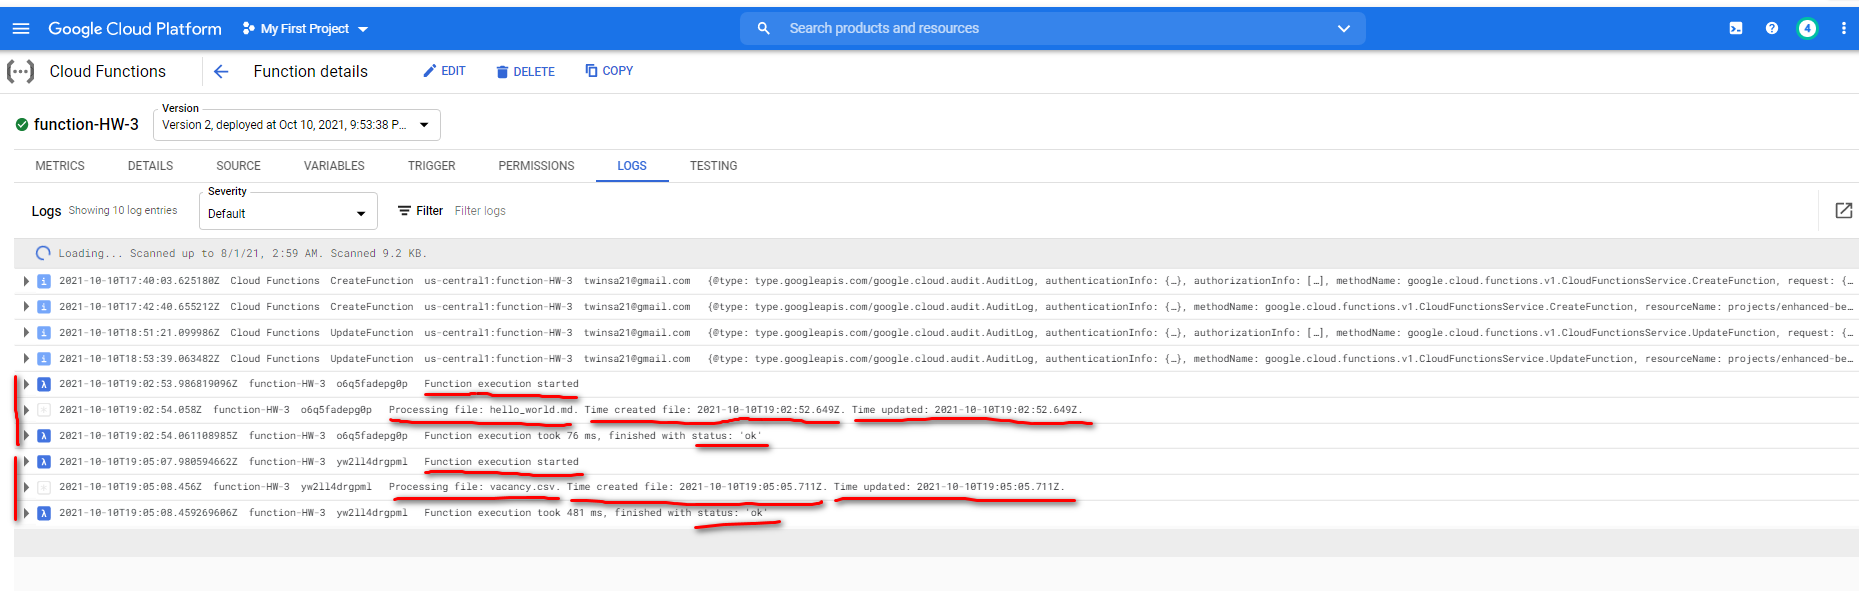 Google Cloud Platform My First Project Search products and resources 4
Cloud Functions Function details EDIT DELETE COPY
Version
function-HW-3 Version 2, deployed at Oct 10, 2021, 9:53:38 P...
METRICS DETAILS SOURCE VARIABLES TRIGGER PERMISSIONS LOGS TESTING
Severity
Logs Showing 10 log entries Default Filter Filter logs
Loading... Scanned up to 8/1/21, 2:59 AM. Scanned 9.2 KB.
2021-10-10T17:40:03.625180Z Cloud Functions CreateFunction us-central1:function-HW-3 twinsa21@gmail.com {@type: type.googleapis.com/google.cloud.audit.AuditLog, authenticationInfo: {…}, authorizationInfo: […], methodName: google.cloud.functions.v1.CloudFunctionsService.CreateFunction, request: {…
2021-10-10T17:42:40.655212Z Cloud Functions CreateFunction us-central1:function-HW-3 twinsa21@gmail.com {@type: type.googleapis.com/google.cloud.audit.AuditLog, authenticationInfo: {…}, methodName: google.cloud.functions.v1.CloudFunctionsService.CreateFunction, resourceName: projects/enhanced-be…
2021-10-10T18:51:21.099986Z Cloud Functions UpdateFunction us-central1:function-HW-3 twinsa21@gmail.com {@type: type.googleapis.com/google.cloud.audit.AuditLog, authenticationInfo: {…}, authorizationInfo: […], methodName: google.cloud.functions.v1.CloudFunctionsService.UpdateFunction, request: {…
2021-10-10T18:53:39.063482Z Cloud Functions UpdateFunction us-central1:function-HW-3 twinsa21@gmail.com {@type: type.googleapis.com/google.cloud.audit.AuditLog, authenticationInfo: {…}, methodName: google.cloud.functions.v1.CloudFunctionsService.UpdateFunction, resourceName: projects/enhanced-be…
λ 2021-10-10T19:02:53.986819096Z function-HW-3 o6q5fadepg0p Function execution started
2021-10-10T19:02:54.058Z function-HW-3 o6q5fadepg0p Processing file: hello_world.md. Time created file: 2021-10-10T19:02:52.649Z. Time updated: 2021-10-10T19:02:52.649Z.
λ 2021-10-10T19:02:54.061108985Z function-HW-3 o6q5fadepg0p Function execution took 76 ms, finished with status: 'ok'
λ 2021-10-10T19:05:07.980594662Z function-HW-3 yw2ll4drgpml Function execution started
2021-10-10T19:05:08.456Z function-HW-3 yw2ll4drgpml Processing file: vacancy.csv. Time created file: 2021-10-10T19:05:05.711Z. Time updated: 2021-10-10T19:05:05.711Z.
λ 2021-10-10T19:05:08.459269606Z function-HW-3 yw2ll4drgpml Function execution took 481 ms, finished with status: 'ok'